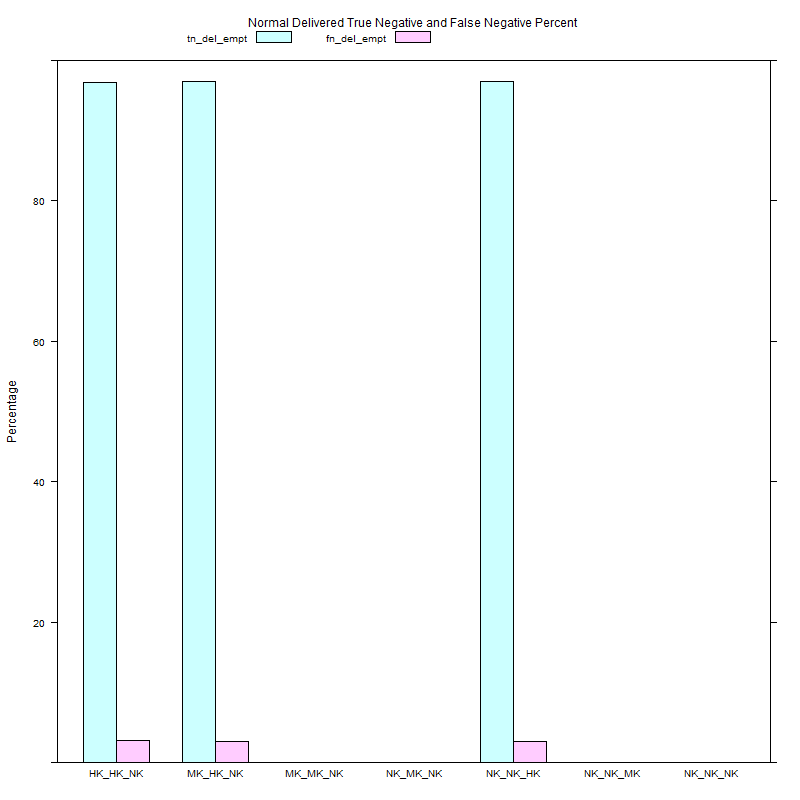 Normal Delivered True Negative and False Negative Percent
tn_del_empt fn_del_empt
80
60
Percentage
40
20
HK_HK_NK MK_HK_NK MK_MK_NK NK_MK_NK NK_NK_HK NK_NK_MK NK_NK_NK